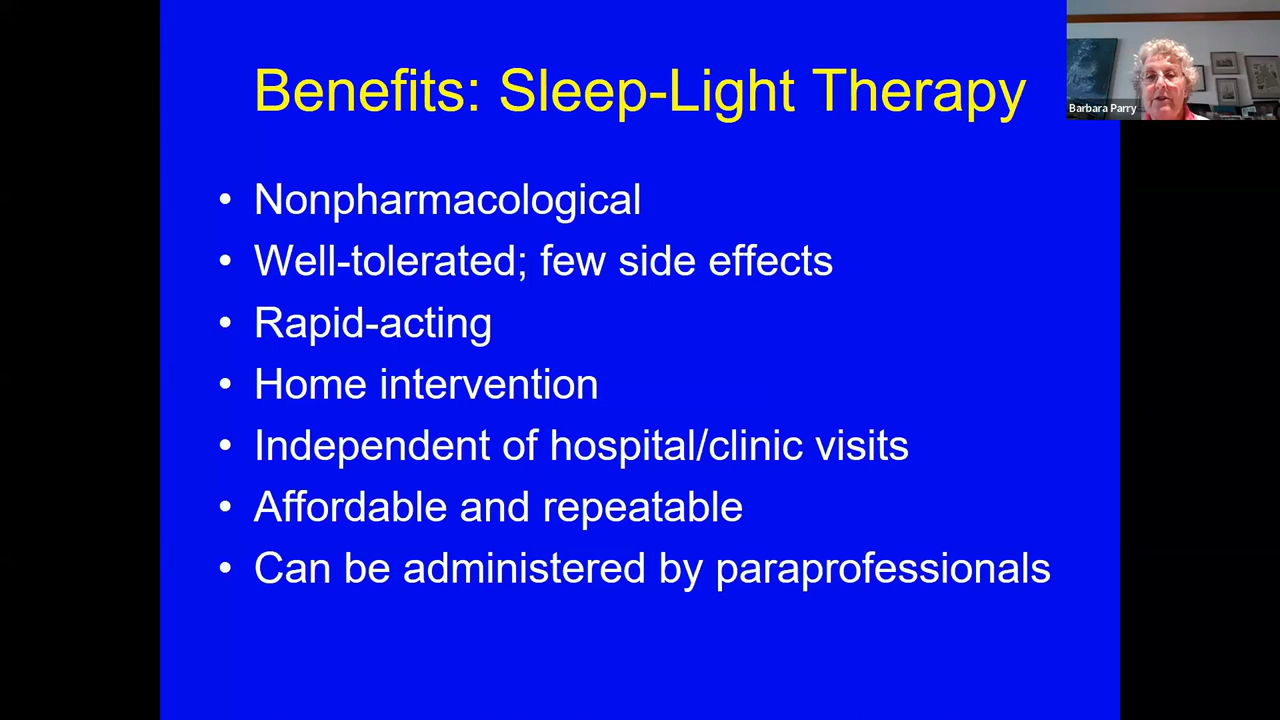 Benefits: Sleep-Light Therapy
Barbara Parry
• Nonpharmacological
• Well-tolerated; few side effects
• Rapid-acting
• Home intervention
• Independent of hospital/clinic visits
• Affordable and repeatable
• Can be administered by paraprofessionals